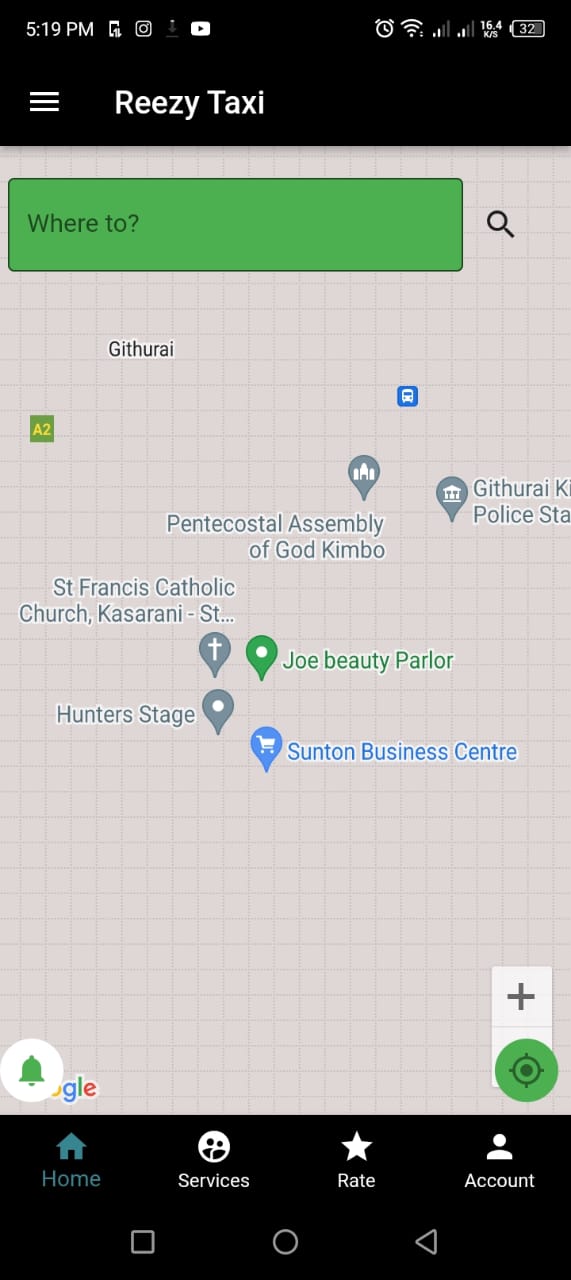 5:19 PM
16.4
K/S
32
Reezy Taxi
Where to?
Githurai
A2
Githurai Ki
Police Sta
Pentecostal Assembly
of God Kimbo
St Francis Catholic
Church, Kasarani - St...
Joe beauty Parlor
Hunters Stage
Sunton Business Centre
ogle
Home
Services
Rate
Account